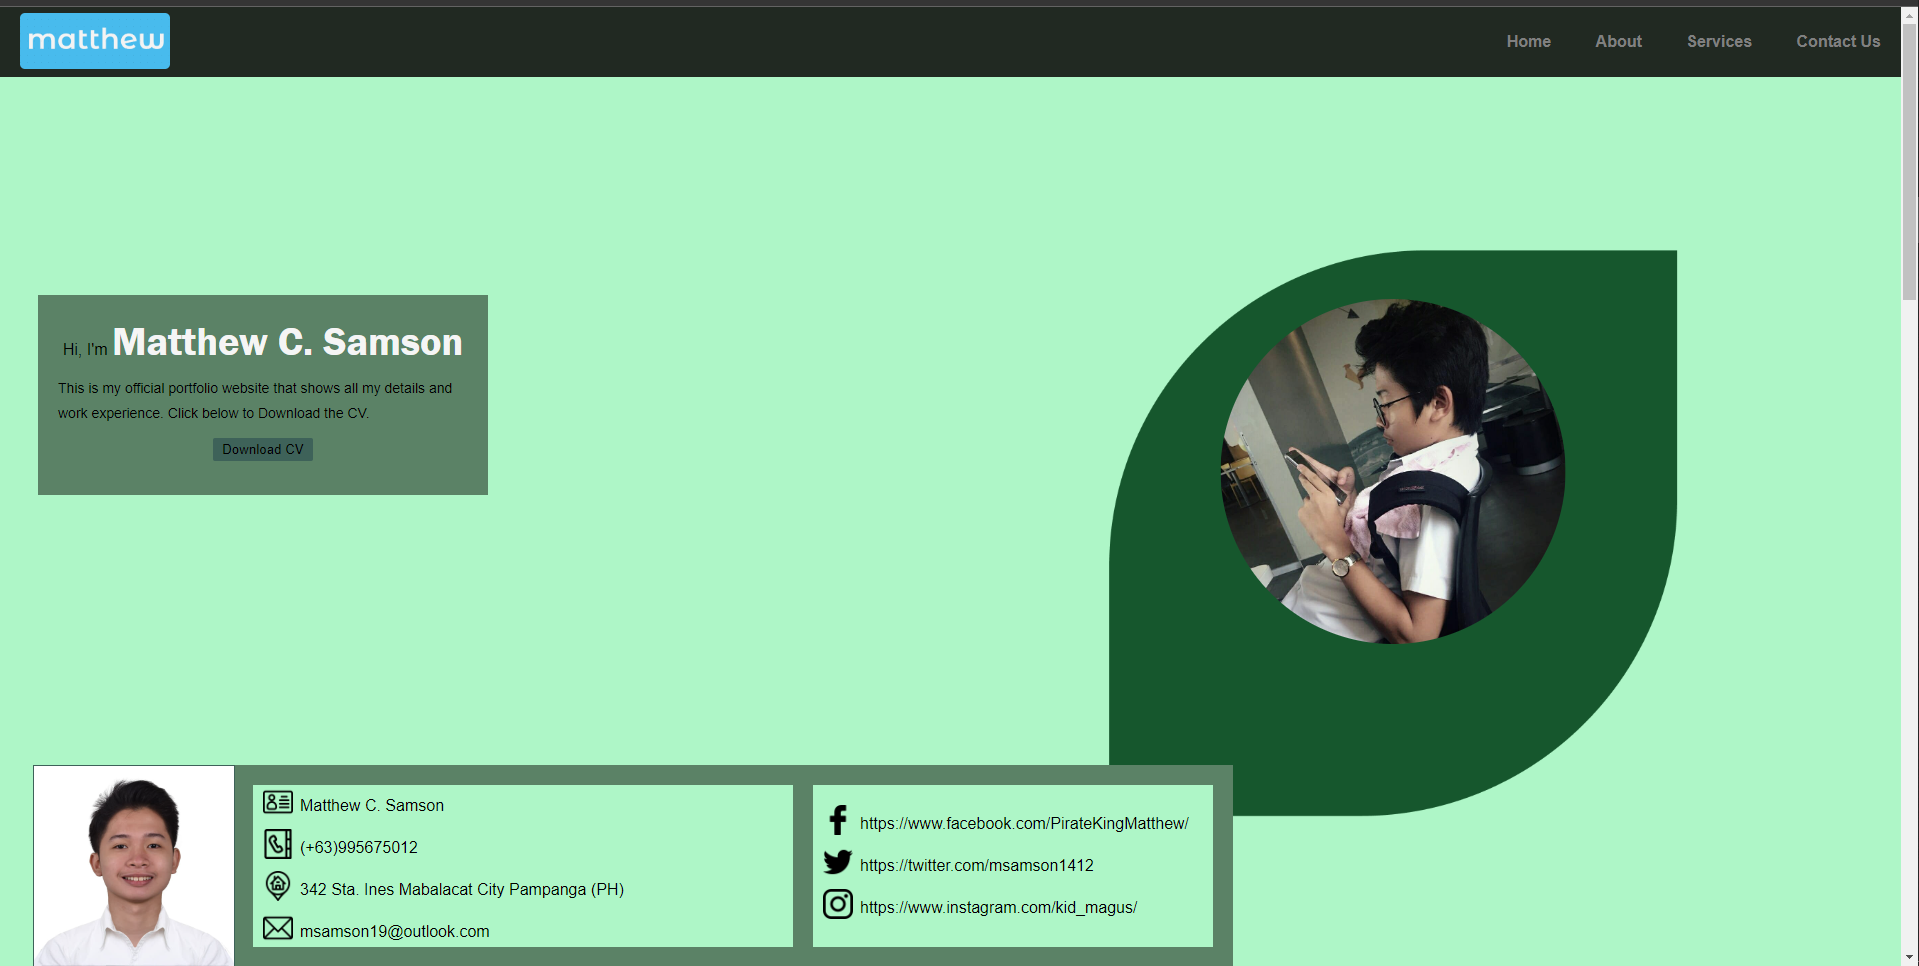 matthew
Home About Services Contact Us
Hi, I'm Matthew C. Samson
This is my official portfolio website that shows all my details and
work experience. Click below to Download the CV.
Download CV
Matthew C. Samson
(+63)995675012
342 Sta. Ines Mabalacat City Pampanga (PH)
msamson19@outlook.com
https://www.facebook.com/PirateKingMatthew/
https://twitter.com/msamson1412
https://www.instagram.com/kid_magus/